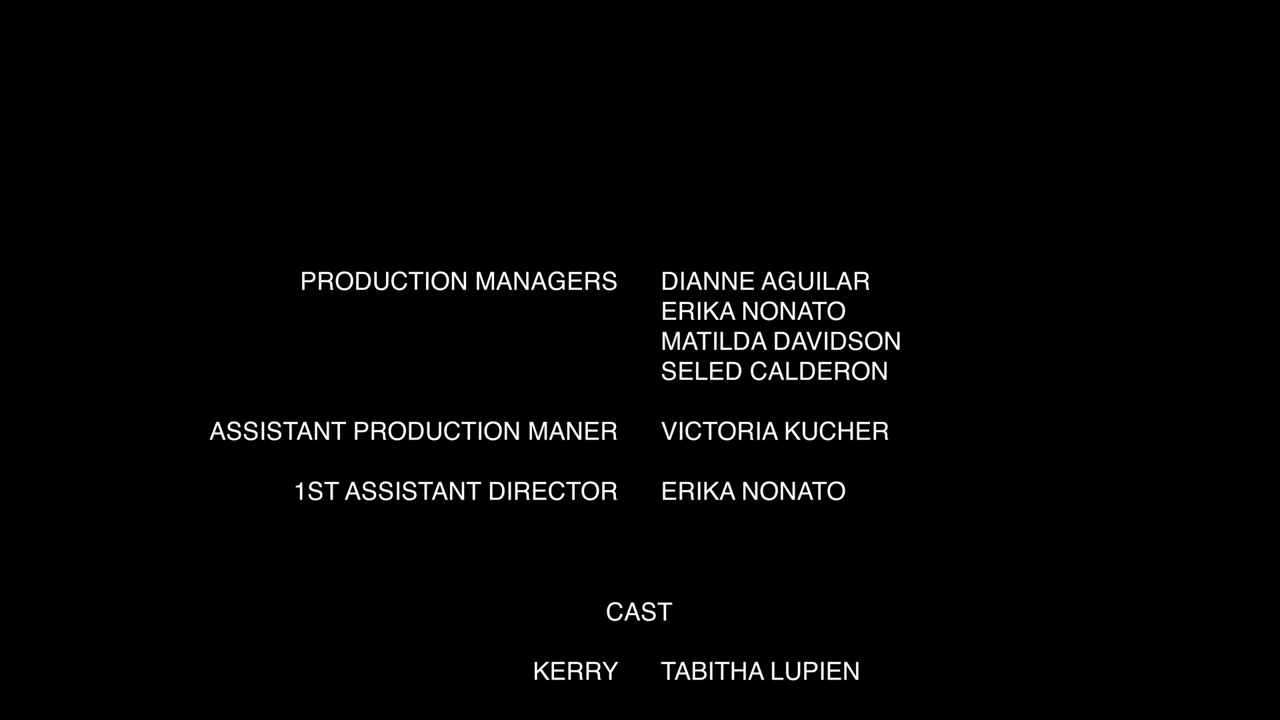 PRODUCTION MANAGERS DIANNE AGUILAR
ERIKA NONATO
MATILDA DAVIDSON
SELED CALDERON
ASSISTANT PRODUCTION MANER VICTORIA KUCHER
1ST ASSISTANT DIRECTOR ERIKA NONATO
CAST
KERRY TABITHA LUPIEN